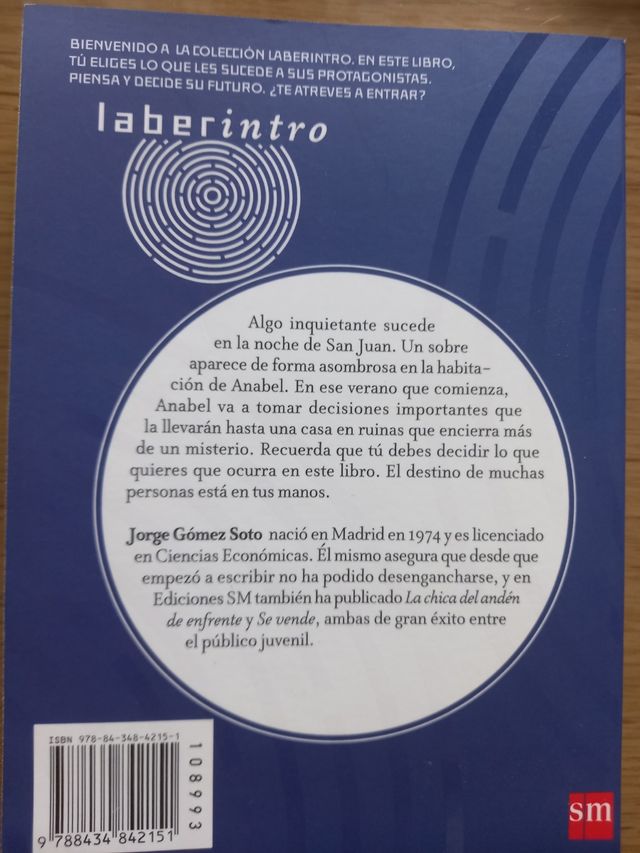 BIENVENIDO A LA COLECCIÓN LABERINTRO. EN ESTE LIBRO,
TÚ ELIGES LO QUE LES SUCEDE A SUS PROTAGONISTAS.
PIENSA Y DECIDE SU FUTURO. ¿TE ATREVES A ENTRAR?
laberintro
Algo inquietante sucede
en la noche de San Juan. Un sobre
aparece de forma asombrosa en la habita-
ción de Anabel. En ese verano que comienza,
Anabel va a tomar decisiones importantes que
la llevarán hasta una casa en ruinas que encierra más
de un misterio. Recuerda que tú debes decidir lo que
quieres que ocurra en este libro. El destino de muchas
personas está en tus manos.
Jorge Gómez Soto nació en Madrid en 1974 y es licenciado
en Ciencias Económicas. Él mismo asegura que desde que
empezó a escribir no ha podido desengancharse, y en
Ediciones SM también ha publicado La chica del andén
de enfrente y Se vende, ambas de gran éxito entre
el público juvenil.
ISBN 978-84-348-4215-1
108993
9 788434 842151
sm